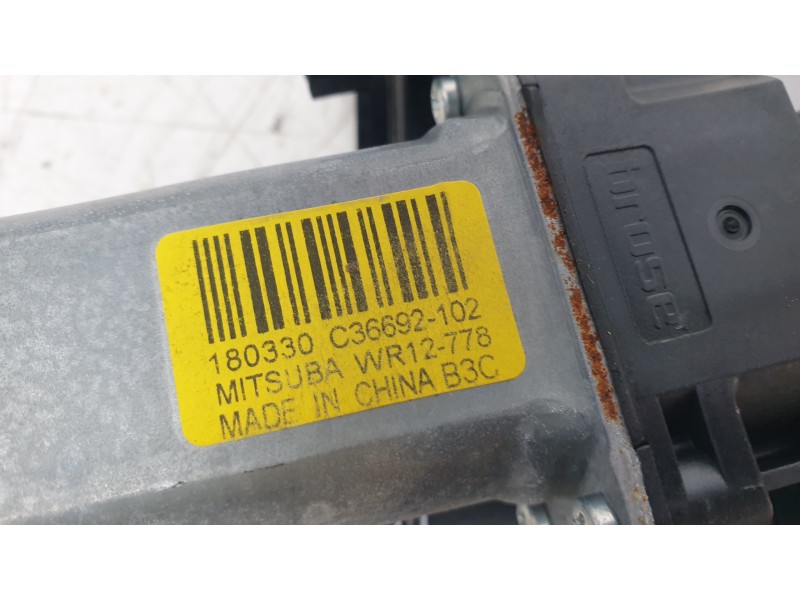 180330 C36692-102
MITSUBA WR12-778
MADE IN CHINA B3C
brose